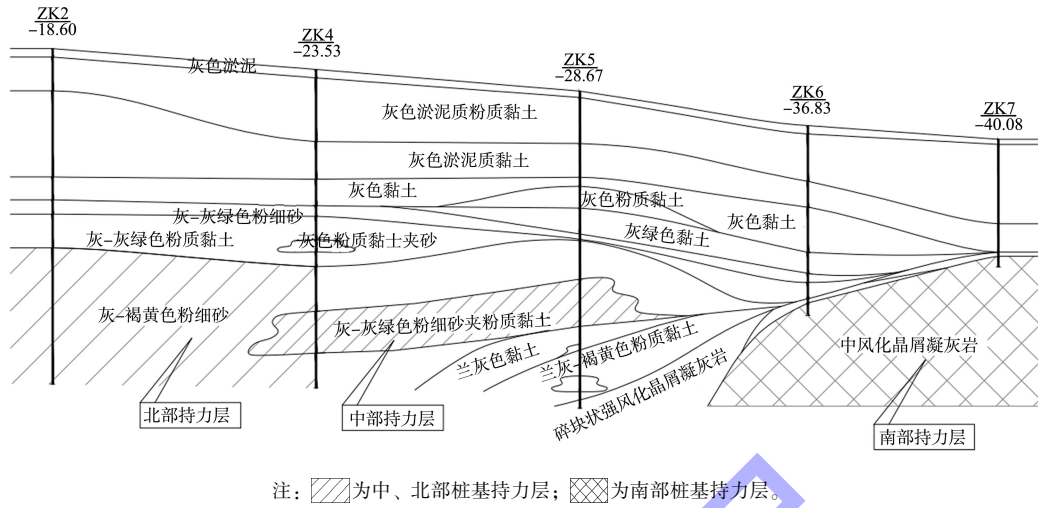 ZK2
-18.60
ZK4
-23.53
ZK5
-28.67
ZK6
-36.83
ZK7
-40.08
灰色淤泥
灰色淤泥质粉质黏土
灰色淤泥质黏土
灰色黏土
灰色粉质黏土
灰-灰绿色粉细砂
灰色黏土
灰绿色黏土
灰-灰绿色粉质黏土
灰色粉质黏土夹砂
灰-褐黄色粉细砂
灰-灰绿色粉细砂夹粉质黏土
中风化晶屑凝灰岩
兰灰色黏土
兰灰-褐黄色粉质黏土
碎块状强风化晶屑凝灰岩
北部持力层
中部持力层
南部持力层
注：为中、北部桩基持力层；为南部桩基持力层。